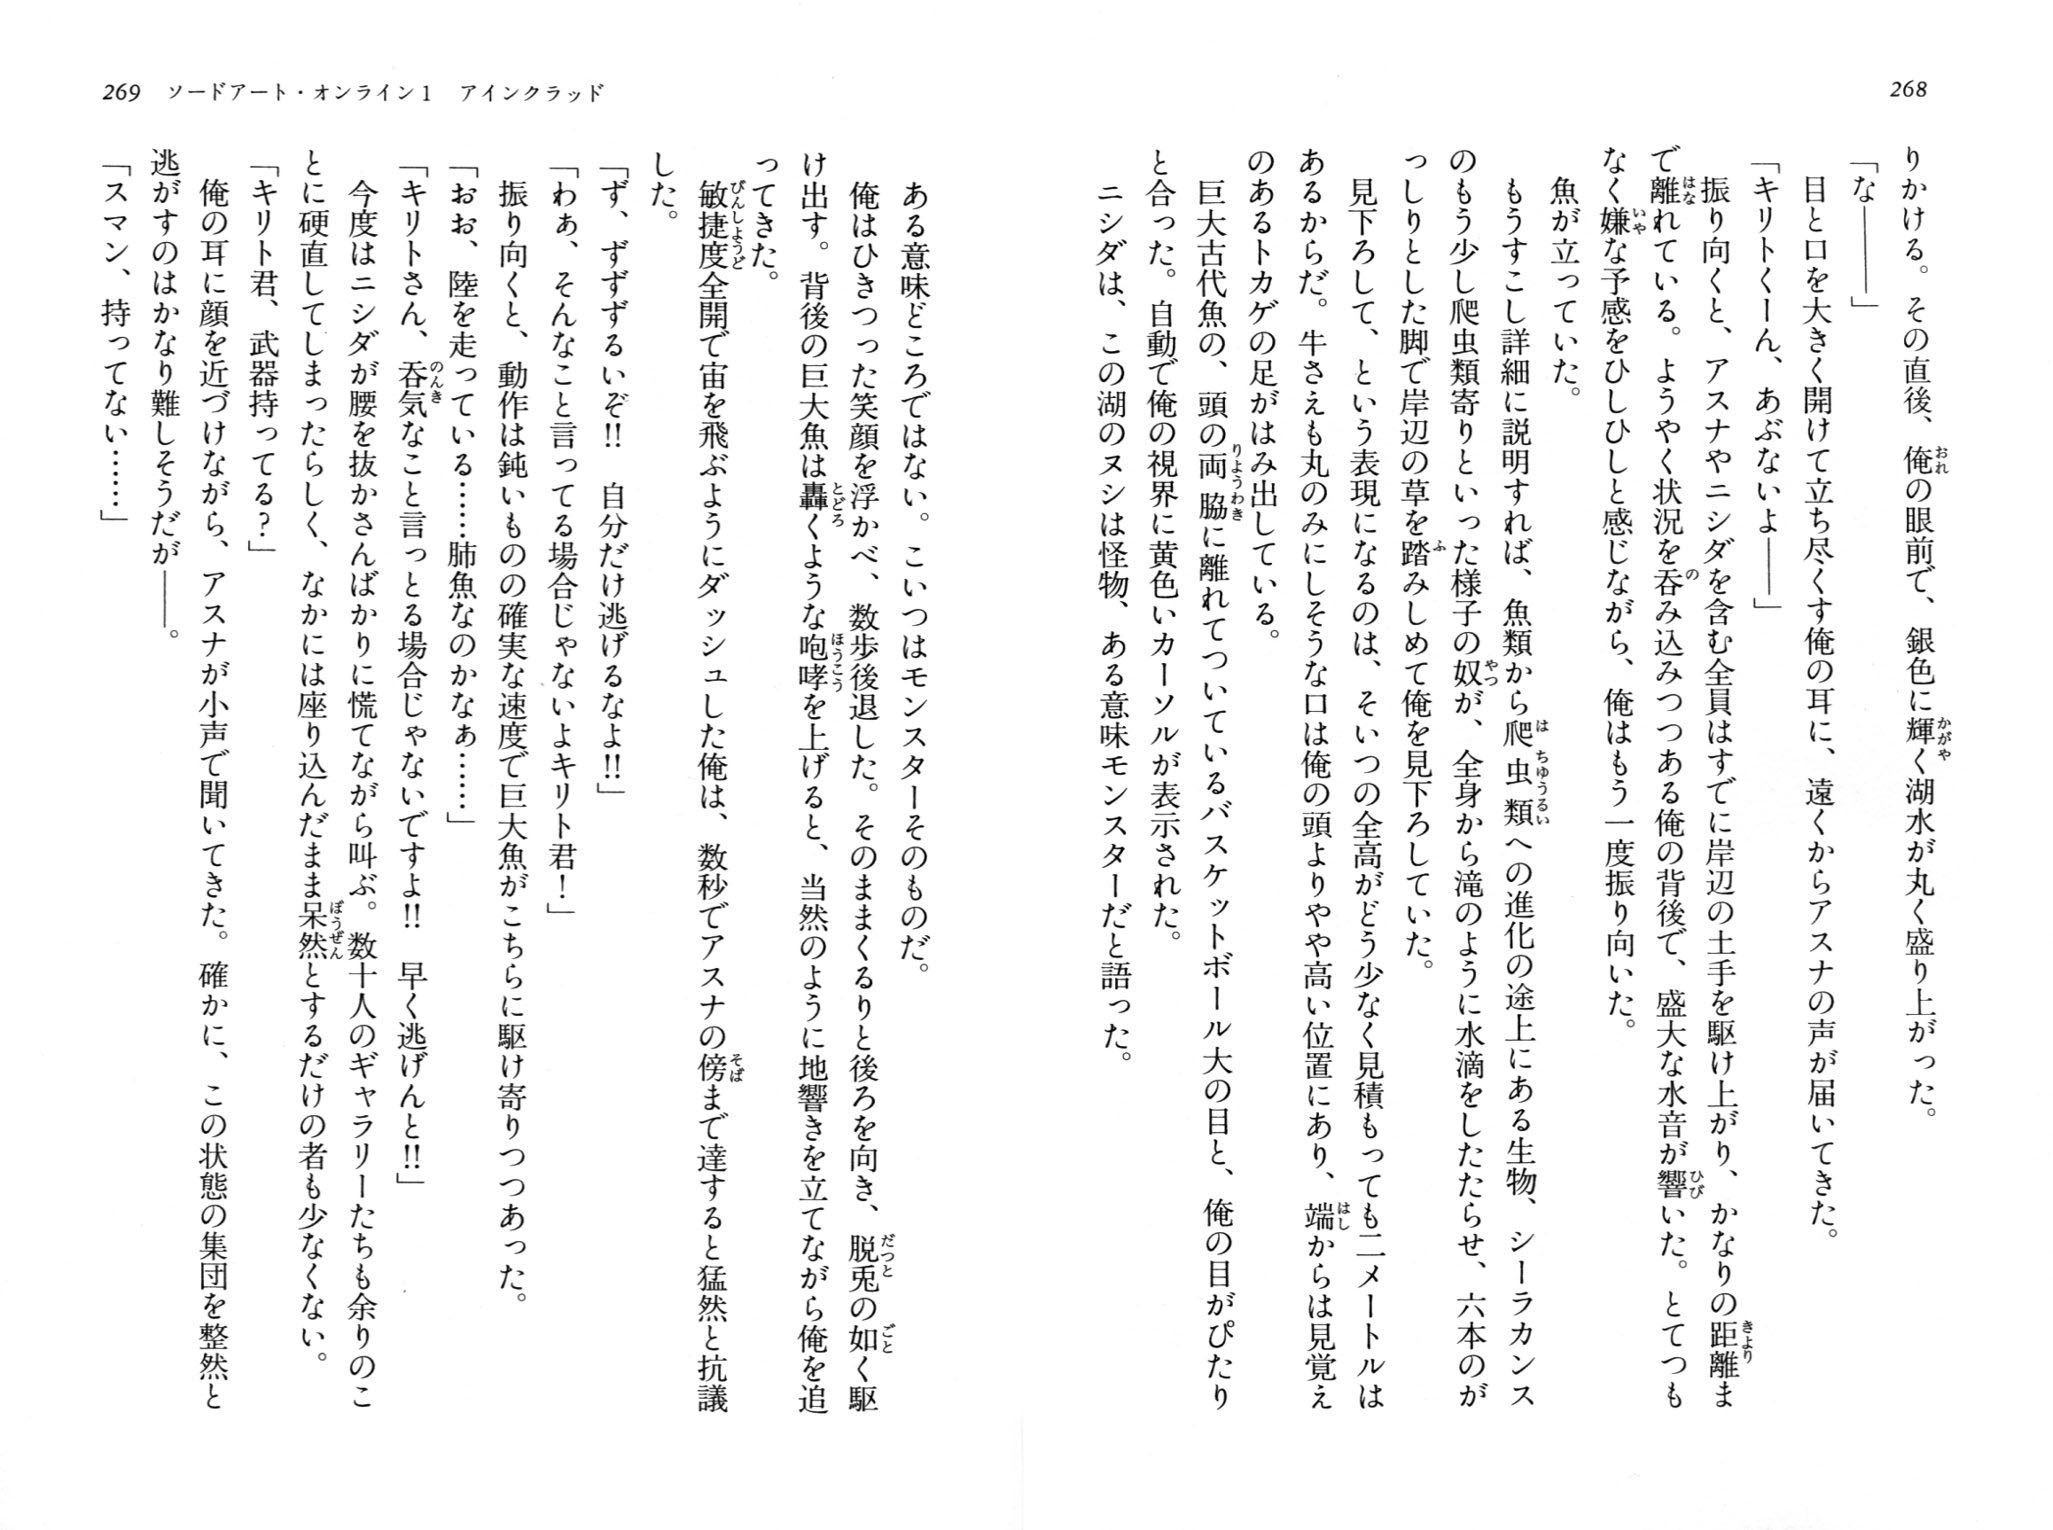 268
りかける。その直後、俺の眼前で、銀色に輝く湖水が丸く盛り上がった。
「な――」
　目と口を大きく開けて立ち尽くす俺の耳に、遠くからアスナの声が届いてきた。
「キリトくーん、あぶないよ――」
　振り向くと、アスナやニシダを含む全員はすでに岸辺の土手を駆け上がり、かなりの距離ま
で離れている。ようやく状況を呑み込みつつある俺の背後で、盛大な水音が響いた。とてつも
なく嫌な予感をひしひしと感じながら、俺はもう一度振り向いた。
　魚が立っていた。
　もうすこし詳細に説明すれば、魚類から爬虫類への進化の途上にある生物、シーラカンス
のもう少し爬虫類寄りといった様子の奴が、全身から滝のように水滴をしたたらせ、六本のが
っしりとした脚で岸辺の草を踏みしめて俺を見下ろしていた。
　見下ろして、という表現になるのは、そいつの全高がどう少なく見積もっても二メートルは
あるからだ。牛さえも丸のみにしそうな口は俺の頭よりやや高い位置にあり、端からは見覚え
のあるトカゲの足がはみ出している。
　巨大古代魚の、頭の両脇に離れてついているバスケットボール大の目と、俺の目がぴたり
と合った。自動で俺の視界に黄色いカーソルが表示された。
　ニシダは、この湖のヌシは怪物、ある意味モンスターだと語った。
269　ソードアート・オンライン1　アインクラッド
　ある意味どころではない。こいつはモンスターそのものだ。
　俺はひきつった笑顔を浮かべ、数歩後退した。そのままくるりと後ろを向き、脱兎の如く駆
け出す。背後の巨大魚は轟くような咆哮を上げると、当然のように地響きを立てながら俺を追
ってきた。
　敏捷度全開で宙を飛ぶようにダッシュした俺は、数秒でアスナの傍まで達すると猛然と抗議
した。
「ず、ずずずるいぞ!!　自分だけ逃げるなよ!!」
「わぁ、そんなこと言ってる場合じゃないよキリト君！」
　振り向くと、動作は鈍いものの確実な速度で巨大魚がこちらに駆け寄りつつあった。
「おお、陸を走っている……肺魚なのかなぁ……」
「キリトさん、呑気なこと言っとる場合じゃないですよ!!　早く逃げんと!!」
　今度はニシダが腰を抜かさんばかりに慌てながら叫ぶ。数十人のギャラリーたちも余りのこ
とに硬直してしまったらしく、なかには座り込んだまま呆然とするだけの者も少なくない。
「キリト君、武器持ってる？」
　俺の耳に顔を近づけながら、アスナが小声で聞いてきた。確かに、この状態の集団を整然と
逃がすのはかなり難しそうだが――。
「スマン、持ってない……」